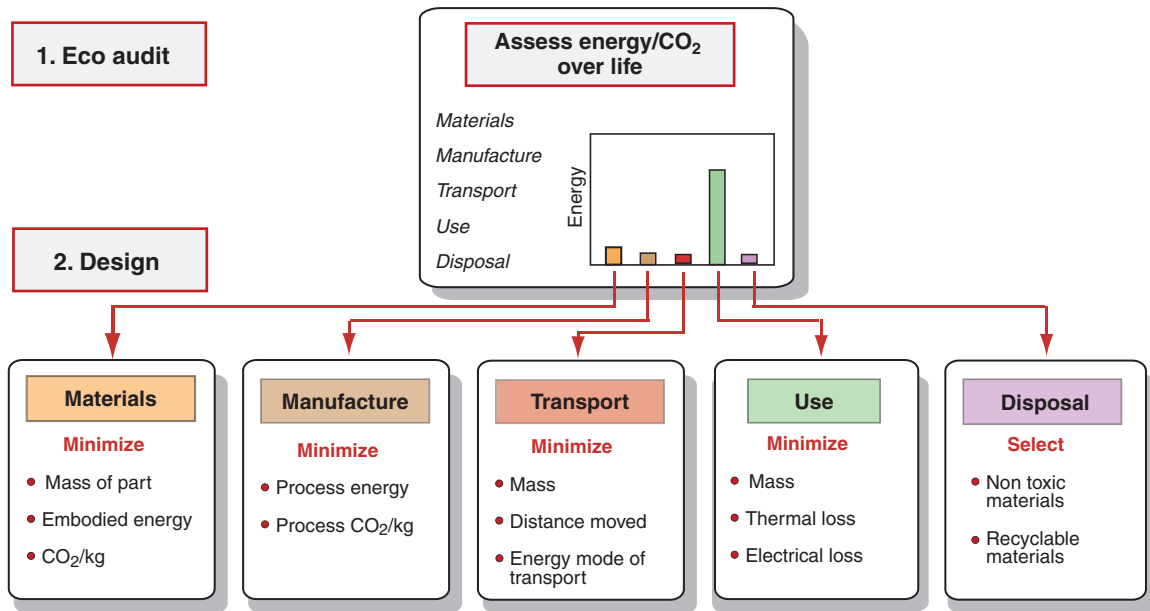 1. Eco audit
Assess energy/CO₂
over life
Materials
Manufacture
Transport
Use
Disposal
Energy
2. Design
Materials
Minimize
• Mass of part
• Embodied energy
• CO₂/kg
Manufacture
Minimize
• Process energy
• Process CO₂/kg
Transport
Minimize
• Mass
• Distance moved
• Energy mode of
transport
Use
Minimize
• Mass
• Thermal loss
• Electrical loss
Disposal
Select
• Non toxic
materials
• Recyclable
materials